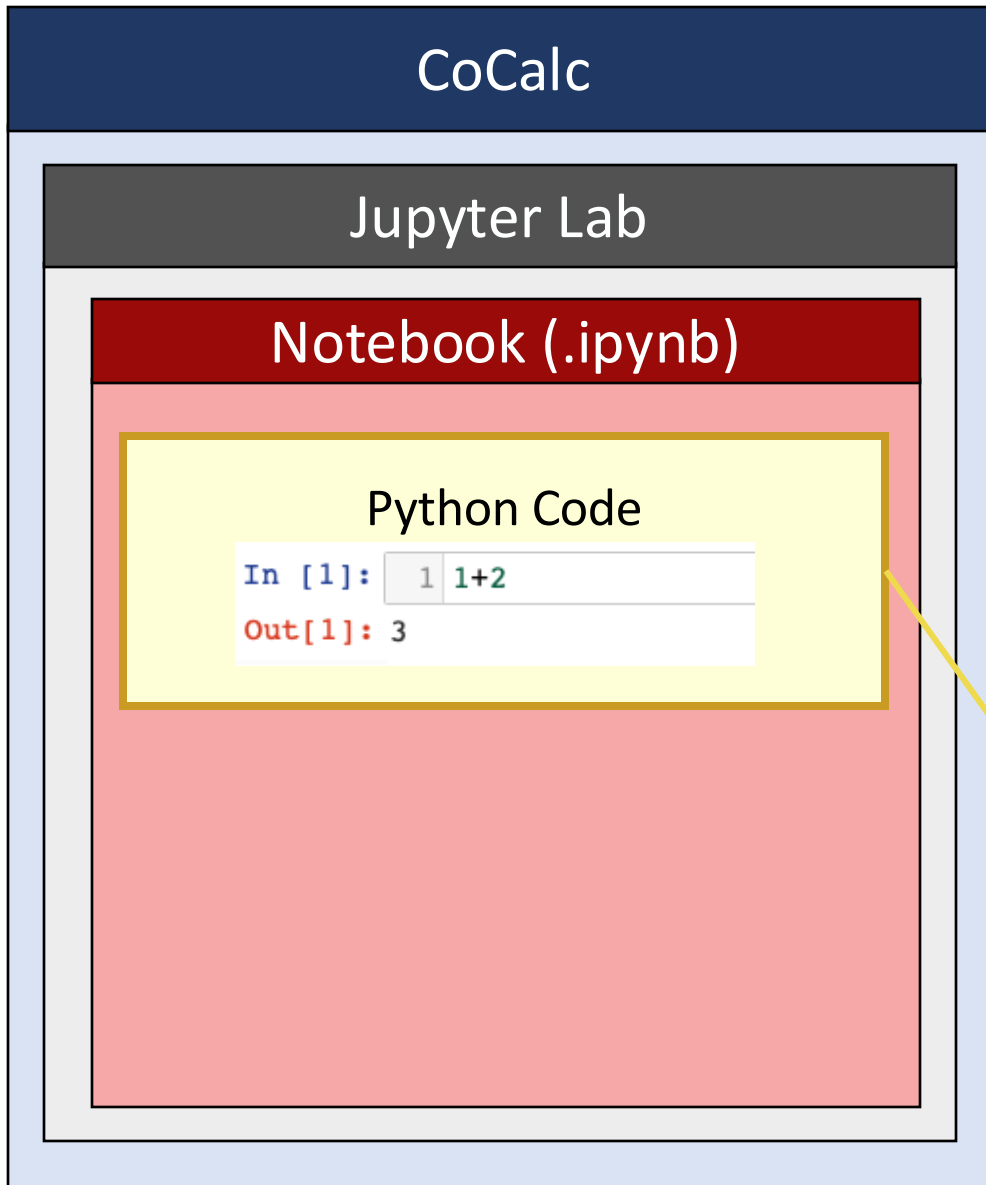 CoCalc
Jupyter Lab
Notebook (.ipynb)
Python Code
In [1]: 1 1+2
Out[1]: 3